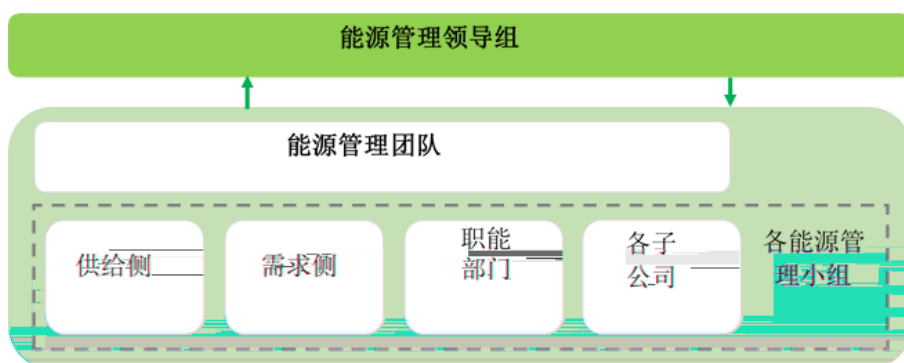 能源管理领导组
能源管理团队
供给侧
需求侧
职能
部门
各子
公司
各能源管
理小组